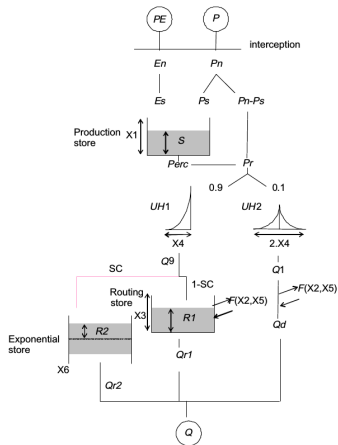 PE P
interception
En Pn
Es Ps Pn-Ps
Production store X1 S
Perc Pr
0.9 0.1
UH1 UH2
X4 2.X4
Q9 Q1
SC 1-SC
Routing store X3 R1 F(X2,X5) F(X2,X5)
Exponential store R2 X6
Qr1 Qd
Qr2
Q